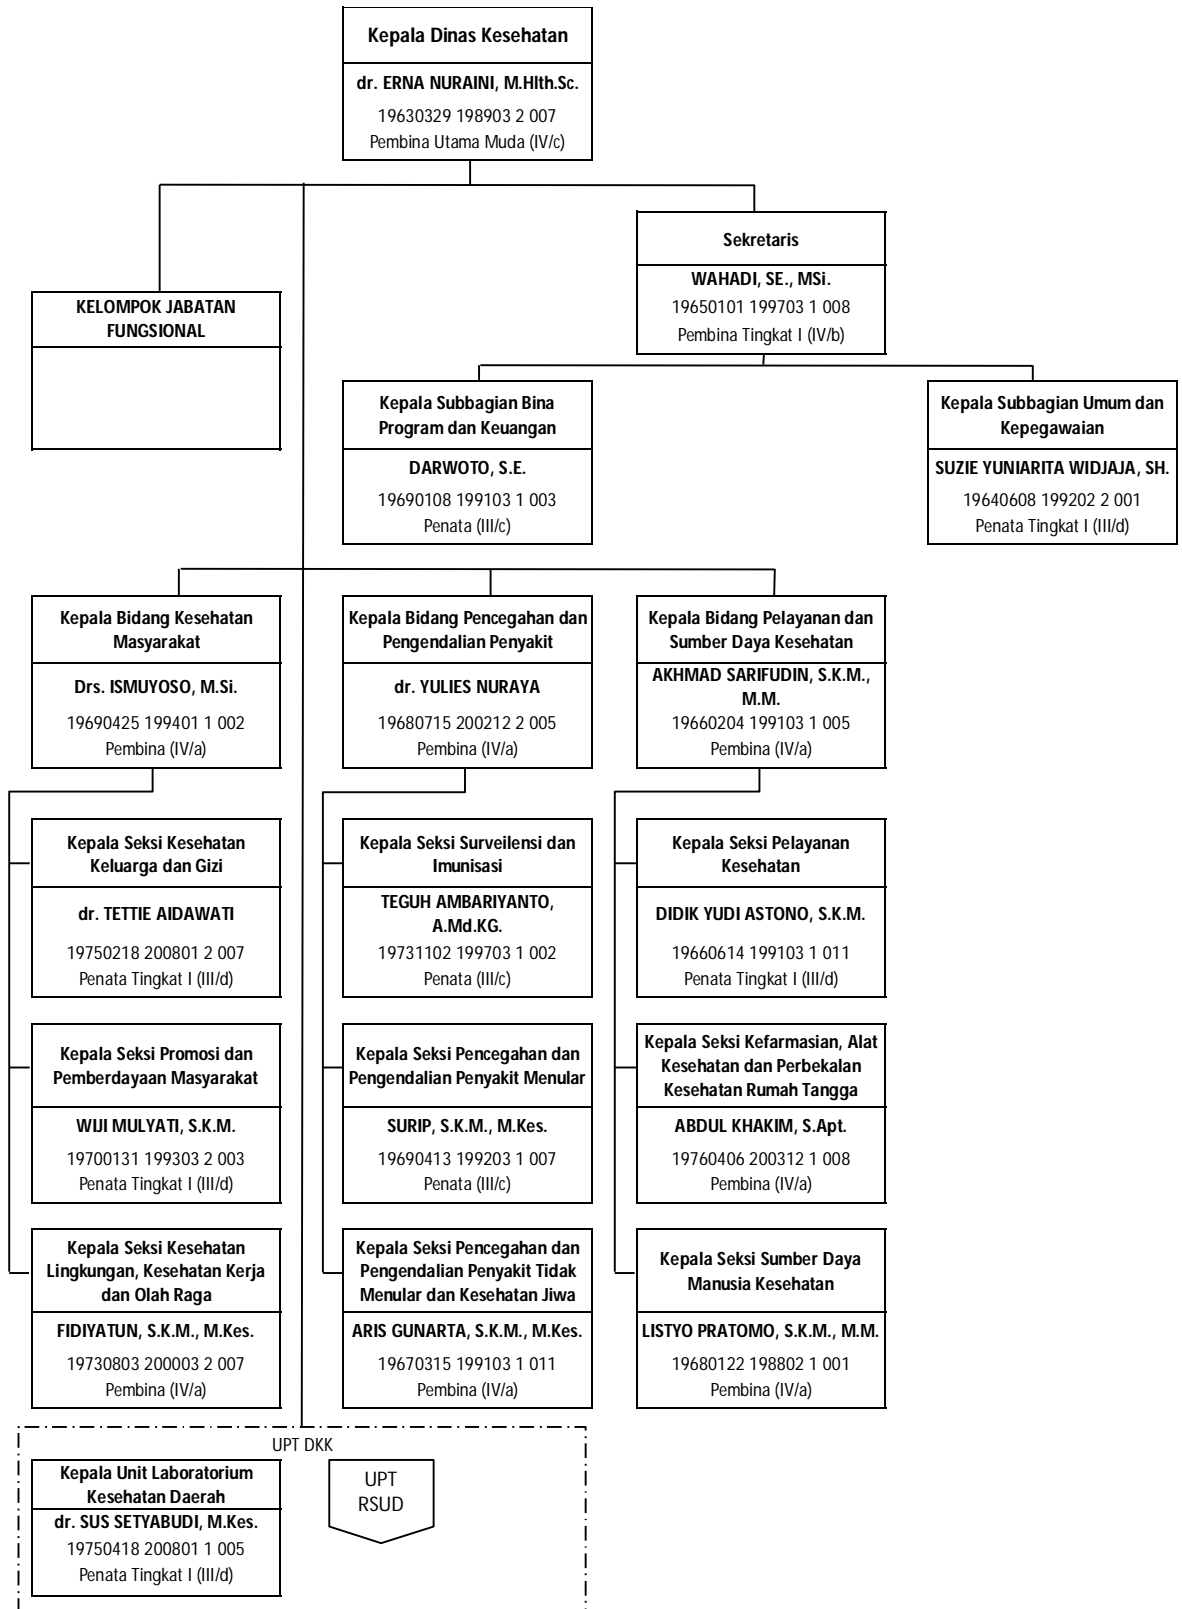 Kepala Dinas Kesehatan
dr. ERNA NURAINI, M.Hlth.Sc.
19630329 198903 2 007
Pembina Utama Muda (IV/c)
Sekretaris
WAHADI, SE., MSi.
19650101 199703 1 008
Pembina Tingkat I (IV/b)
KELOMPOK JABATAN
FUNGSIONAL
Kepala Subbagian Bina
Program dan Keuangan
DARWOTO, S.E.
19690108 199103 1 003
Penata (III/c)
Kepala Subbagian Umum dan
Kepegawaian
SUZIE YUNIARITA WIDJAJA, SH.
19640608 199202 2 001
Penata Tingkat I (III/d)
Kepala Bidang Kesehatan
Masyarakat
Drs. ISMUYOSO, M.Si.
19690425 199401 1 002
Pembina (IV/a)
Kepala Bidang Pencegahan dan
Pengendalian Penyakit
dr. YULIES NURAYA
19680715 200212 2 005
Pembina (IV/a)
Kepala Bidang Pelayanan dan
Sumber Daya Kesehatan
AKHMAD SARIFUDIN, S.K.M.,
M.M.
19660204 199103 1 005
Pembina (IV/a)
Kepala Seksi Kesehatan
Keluarga dan Gizi
dr. TETTIE AIDAWATI
19750218 200801 2 007
Penata Tingkat I (III/d)
Kepala Seksi Surveilensi dan
Imunisasi
TEGUH AMBARIYANTO,
A.Md.KG.
19731102 199703 1 002
Penata (III/c)
Kepala Seksi Pelayanan
Kesehatan
DIDIK YUDI ASTONO, S.K.M.
19660614 199103 1 011
Penata Tingkat I (III/d)
Kepala Seksi Promosi dan
Pemberdayaan Masyarakat
WIJI MULYATI, S.K.M.
19700131 199303 2 003
Penata Tingkat I (III/d)
Kepala Seksi Pencegahan dan
Pengendalian Penyakit Menular
SURIP, S.K.M., M.Kes.
19690413 199203 1 007
Penata (III/c)
Kepala Seksi Kefarmasian, Alat
Kesehatan dan Perbekalan
Kesehatan Rumah Tangga
ABDUL KHAKIM, S.Apt.
19760406 200312 1 008
Pembina (IV/a)
Kepala Seksi Kesehatan
Lingkungan, Kesehatan Kerja
dan Olah Raga
FIDIYATUN, S.K.M., M.Kes.
19730803 200003 2 007
Pembina (IV/a)
Kepala Seksi Pencegahan dan
Pengendalian Penyakit Tidak
Menular dan Kesehatan Jiwa
ARIS GUNARTA, S.K.M., M.Kes.
19670315 199103 1 011
Pembina (IV/a)
Kepala Seksi Sumber Daya
Manusia Kesehatan
LISTYO PRATOMO, S.K.M., M.M.
19680122 198802 1 001
Pembina (IV/a)
UPT DKK
Kepala Unit Laboratorium
Kesehatan Daerah
dr. SUS SETYABUDI, M.Kes.
19750418 200801 1 005
Penata Tingkat I (III/d)
UPT
RSUD